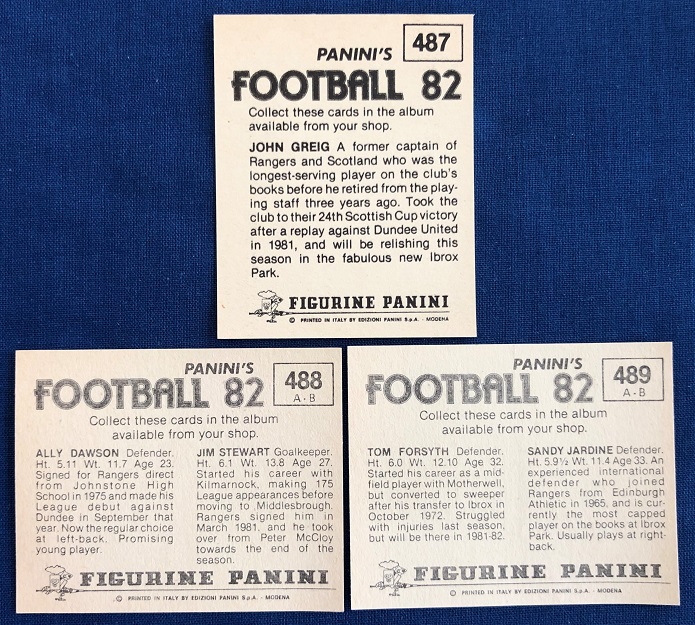 PANINI'S
487
FOOTBALL 82
Collect these cards in the album
available from your shop.
JOHN GREIG A former captain of
Rangers and Scotland who was the
longest-serving player on the club's
books before he retired from the play-
ing staff three years ago. Took the
club to their 24th Scottish Cup victory
after a replay against Dundee United
in 1981, and will be relishing this
season in the fabulous new Ibrox
Park.
FIGURINE PANINI
© PRINTED IN ITALY BY EDIZIONI PANINI S.p.A. - MODENA
PANINI'S
488
A - B
FOOTBALL 82
Collect these cards in the album
available from your shop.
ALLY DAWSON Defender.
Ht. 5.11 Wt. 11.7 Age 23.
Signed for Rangers direct
from Johnstone High
School in 1975 and made his
League debut against
Dundee in September that
year. Now the regular choice
at left-back. Promising
young player.
JIM STEWART Goalkeeper.
Ht. 6.1 Wt. 13.8 Age 27.
Started his career with
Kilmarnock, making 175
League appearances before
moving to Middlesbrough.
Rangers signed him in
March 1981, and he took
over from Peter McCloy
towards the end of the
season.
FIGURINE PANINI
© PRINTED IN ITALY BY EDIZIONI PANINI S.p.A. - MODENA
PANINI'S
489
A - B
FOOTBALL 82
Collect these cards in the album
available from your shop.
TOM FORSYTH Defender.
Ht. 6.0 Wt. 12.10 Age 32.
Started his career as a mid-
field player with Motherwell,
but converted to sweeper
after his transfer to Ibrox in
October 1972. Struggled
with injuries last season,
but will be there in 1981-82.
SANDY JARDINE Defender.
Ht. 5.9½ Wt. 11.4 Age 33. An
experienced international
defender who joined
Rangers from Edinburgh
Athletic in 1965, and is cur-
rently the most capped
player on the books at Ibrox
Park. Usually plays at right-
back.
FIGURINE PANINI
© PRINTED IN ITALY BY EDIZIONI PANINI S.p.A. - MODENA